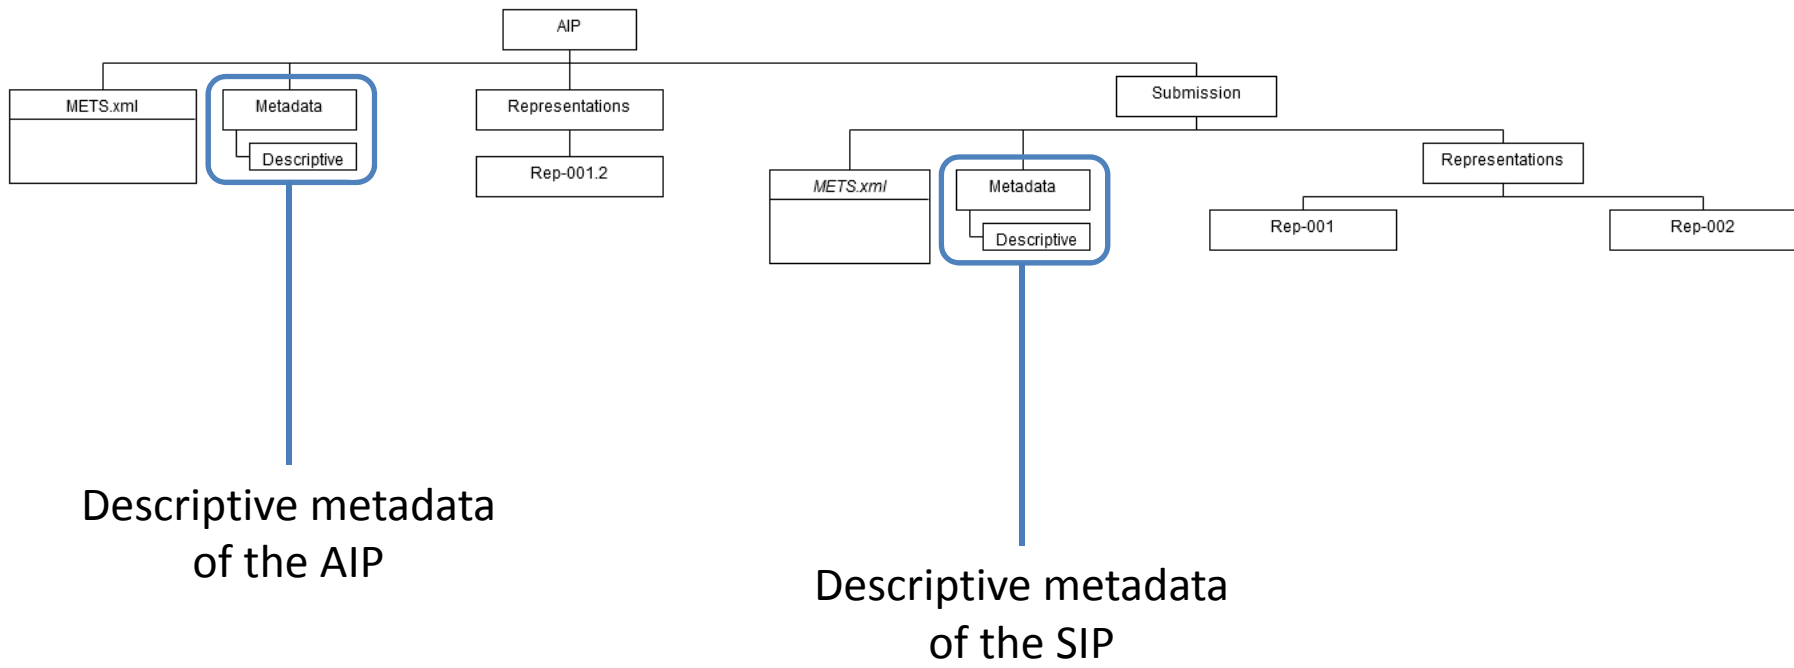 AIP
METS.xml
Metadata
Descriptive
Representations
Rep-001.2
Submission
METS.xml
Metadata
Descriptive
Representations
Rep-001
Rep-002
Descriptive metadata
of the AIP
Descriptive metadata
of the SIP